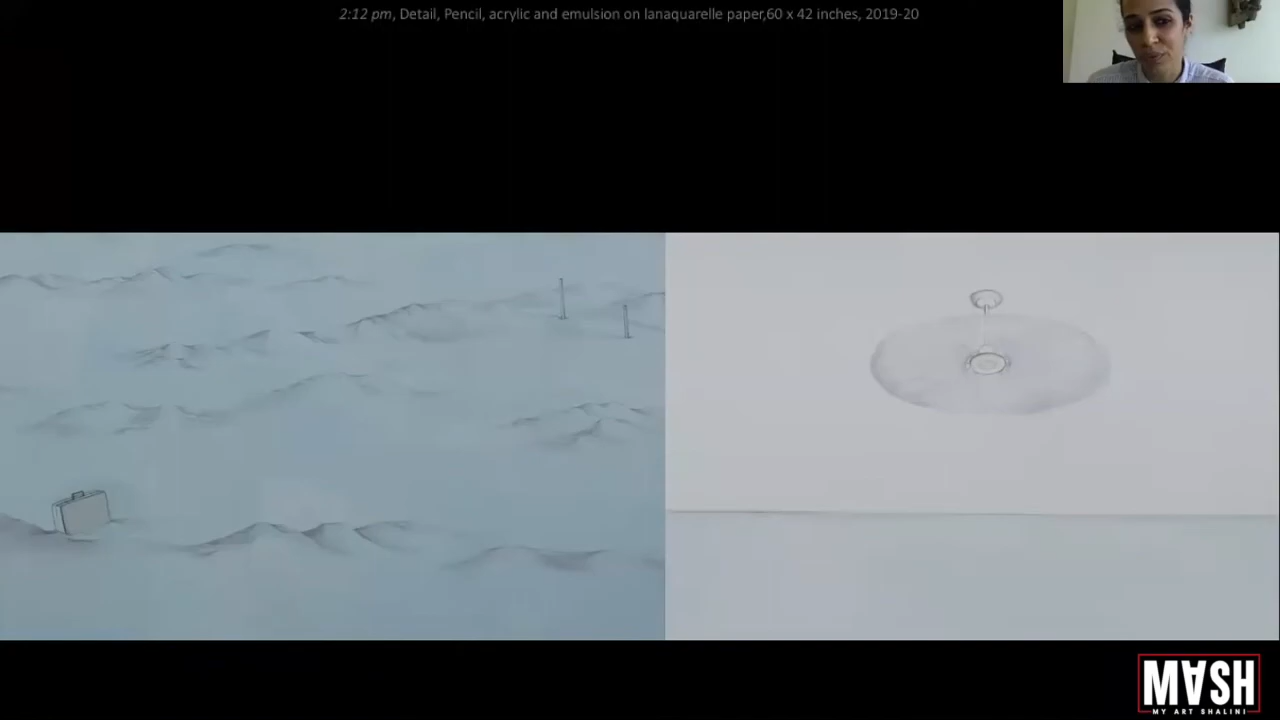 2:12 pm, Detail, Pencil, acrylic and emulsion on lanaquarelle paper,60 x 42 inches, 2019-20
MASH
MY ART SHALINI